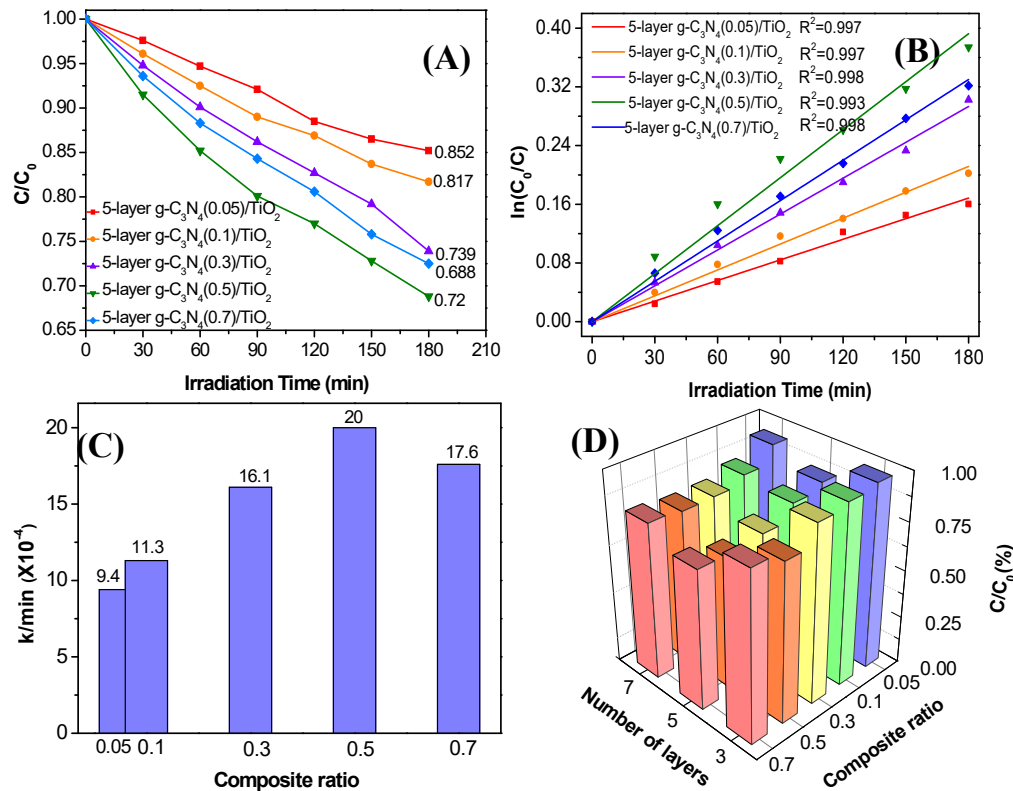 (A)
C/C0
1.00
0.95
0.90
0.85
0.80
0.75
0.70
0.65
0.852
0.817
0.739
0.688
0.72
5-layer g-C3N4(0.05)/TiO2
5-layer g-C3N4(0.1)/TiO2
5-layer g-C3N4(0.3)/TiO2
5-layer g-C3N4(0.5)/TiO2
5-layer g-C3N4(0.7)/TiO2
0 30 60 90 120 150 180 210
Irradiation Time (min)
(B)
ln(C0/C)
0.40
0.32
0.24
0.16
0.08
0.00
5-layer g-C3N4(0.05)/TiO2 R2=0.997
5-layer g-C3N4(0.1)/TiO2 R2=0.997
5-layer g-C3N4(0.3)/TiO2 R2=0.998
5-layer g-C3N4(0.5)/TiO2 R2=0.993
5-layer g-C3N4(0.7)/TiO2 R2=0.998
0 30 60 90 120 150 180
Irradiation Time (min)
(C)
k/min (X10-4)
20
15
10
5
0
9.4
11.3
16.1
20
17.6
0.05 0.1 0.3 0.5 0.7
Composite ratio
(D)
1.00
0.75
0.50
0.25
0.00
C/C0(%)
7
5
3
Number of layers
0.05
0.1
0.3
0.5
0.7
Composite ratio